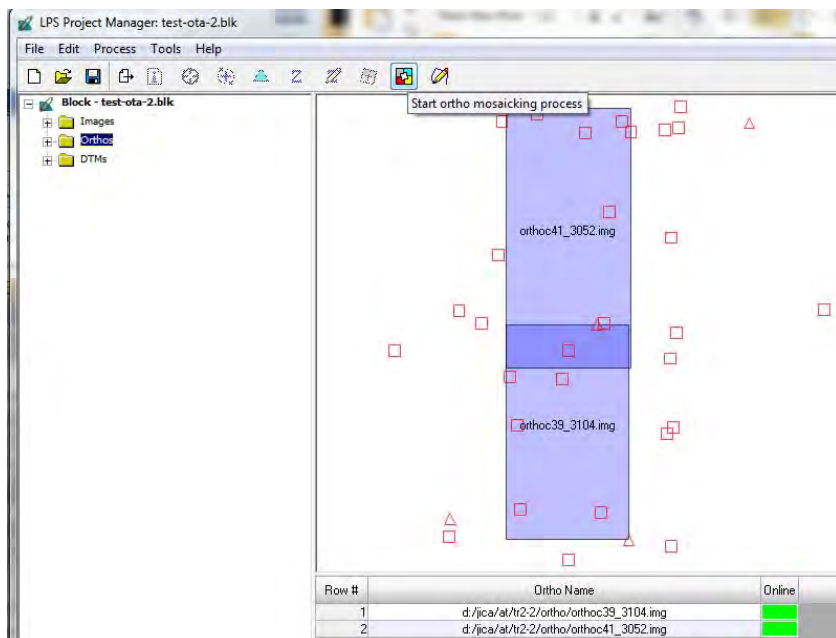 LPS Project Manager: test-ota-2.blk
File Edit Process Tools Help
Z
Start ortho mosaicking process
Block - test-ota-2.blk
Images
Orthos
DTMs
orthoc41_3052.img
orthoc39_3104.img
Row # Ortho Name Online
1 d:/jica/at/tr2-2/ortho/orthoc39_3104.img
2 d:/jica/at/tr2-2/ortho/orthoc41_3052.img